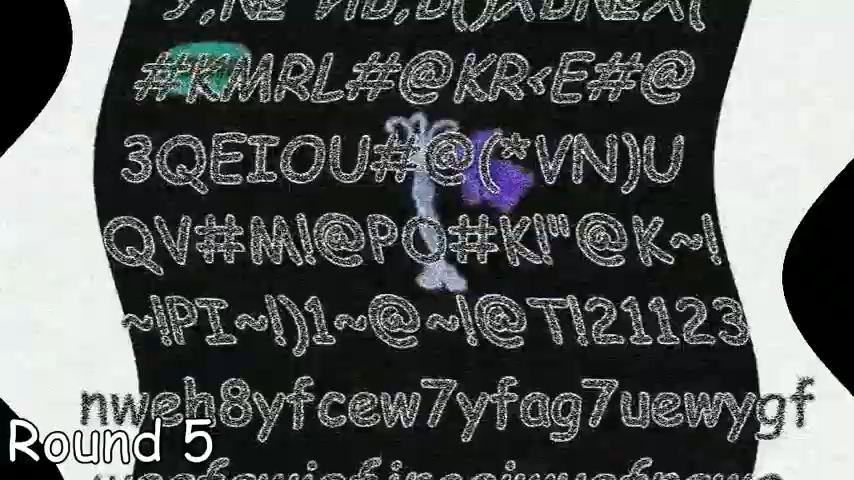 #KMRL#@KR<E#@
3QEIOU#@(*VN)U
QV#M!@PO#K!"@K~!
~!PI~!)1~@~!@T!21123
nweh8yfcew7yfag7uewygf
Round 5